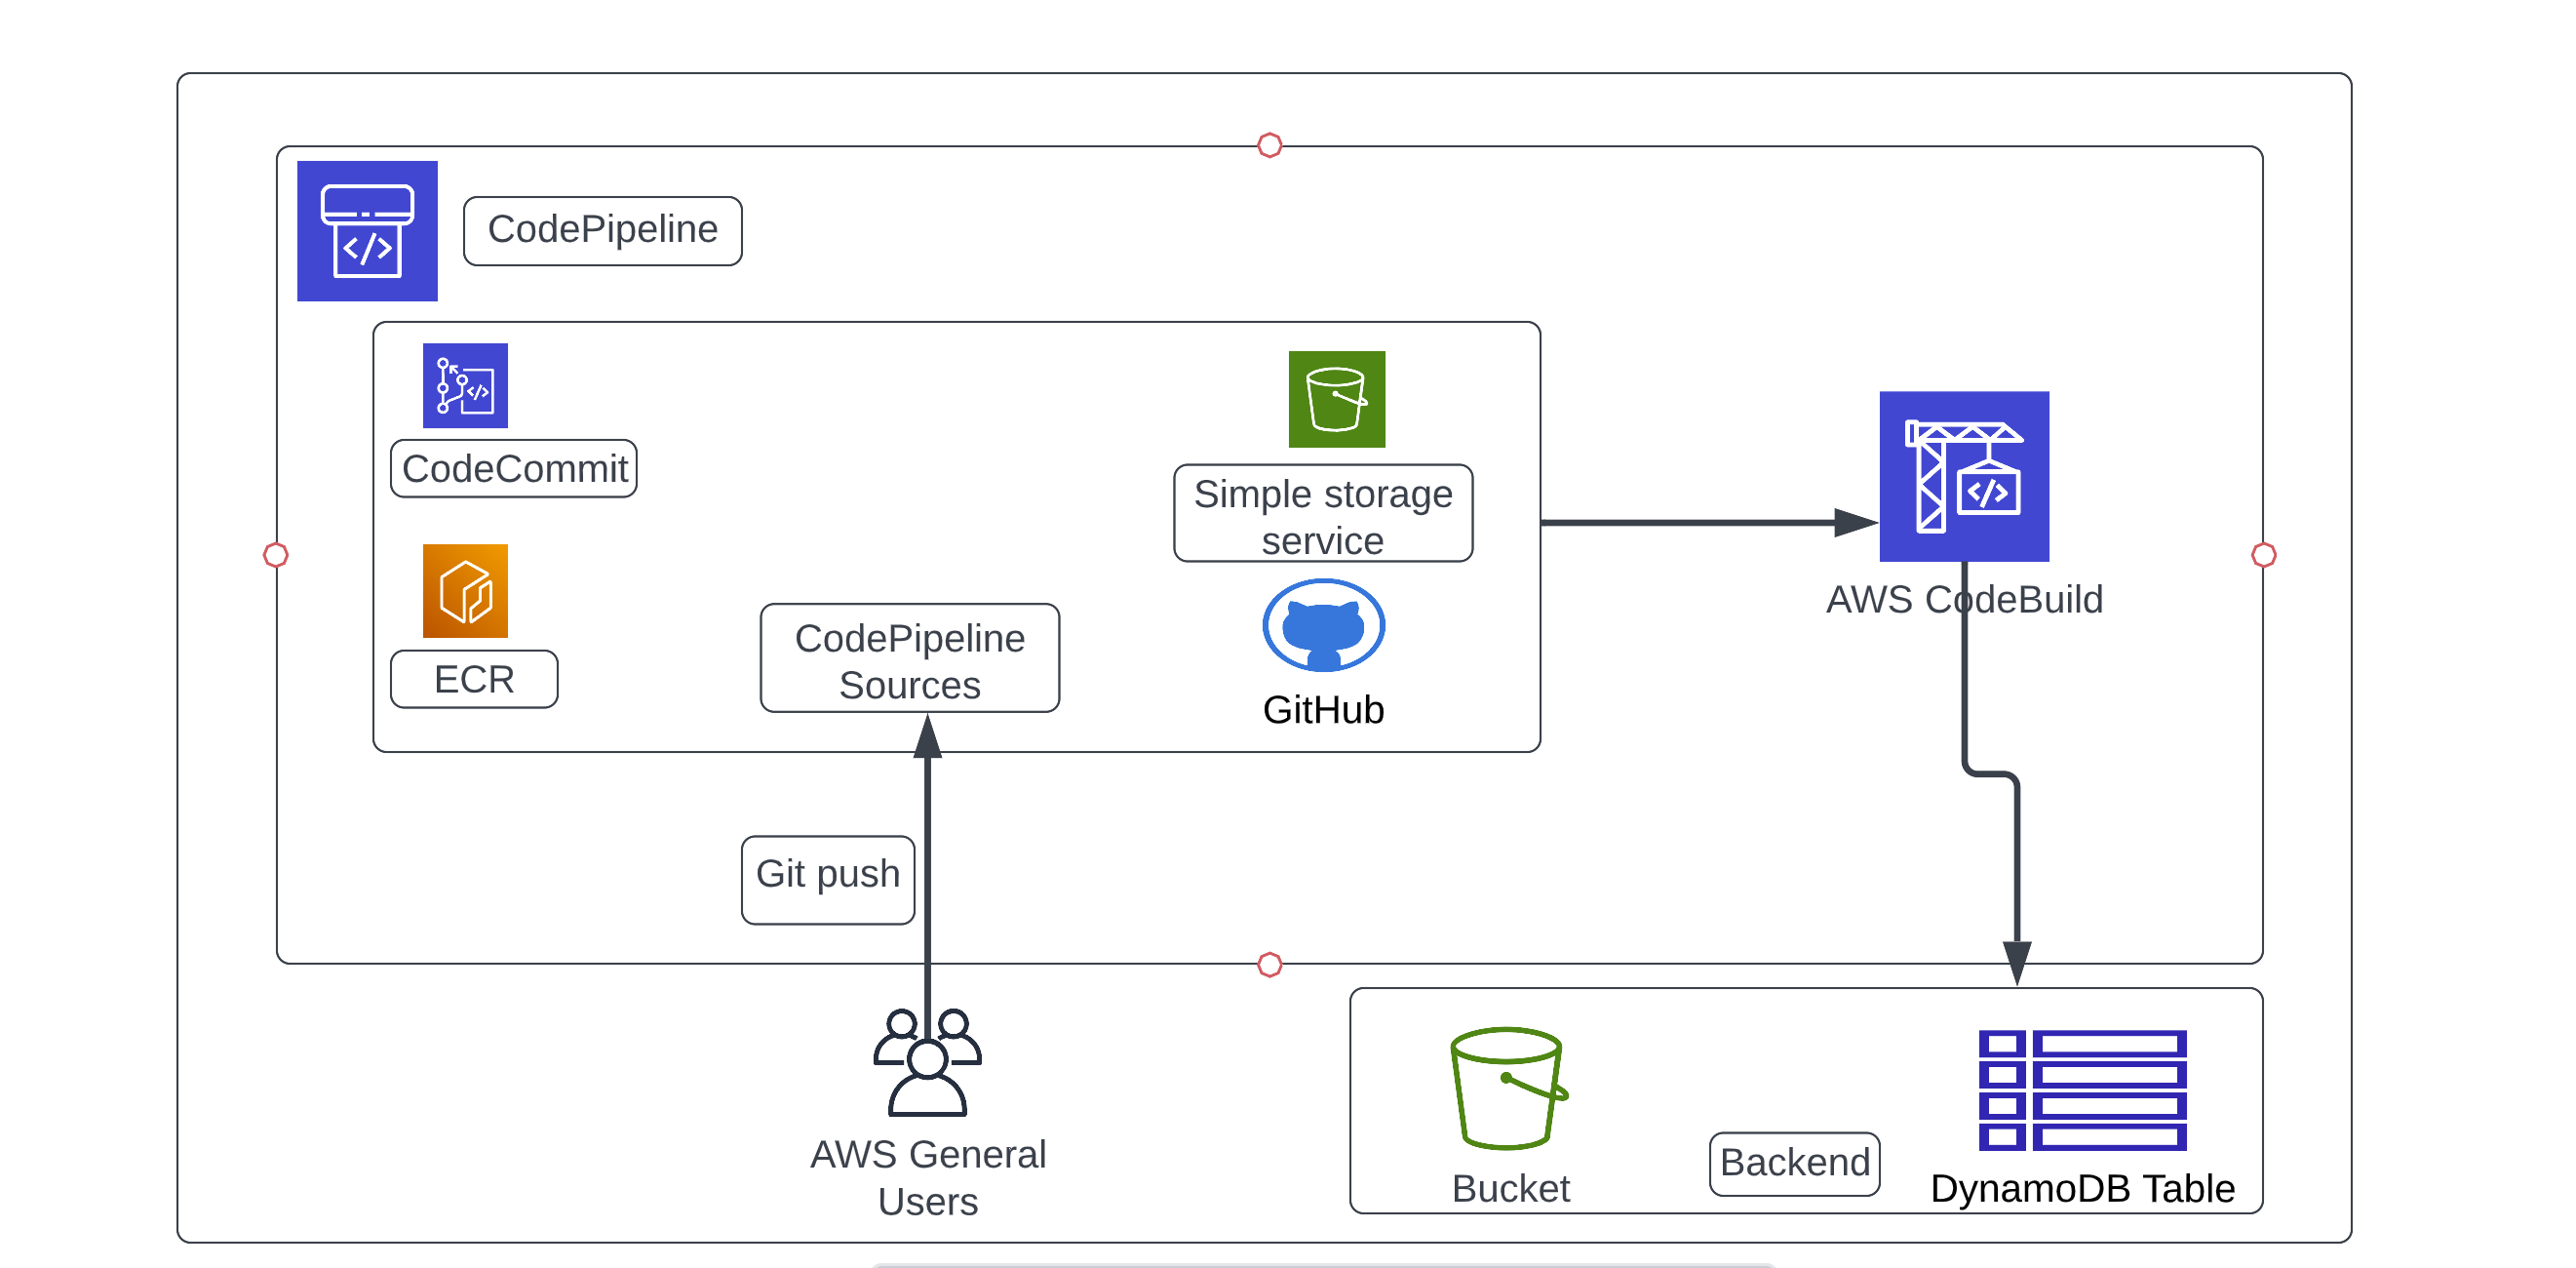 CodePipeline
CodeCommit
ECR
CodePipeline
Sources
Simple storage
service
GitHub
AWS CodeBuild
Git push
AWS General
Users
Bucket
Backend
DynamoDB Table